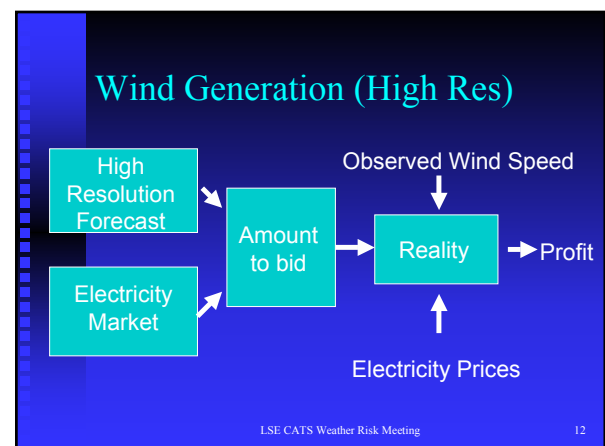 Wind Generation (High Res)
High
Resolution
Forecast
Electricity
Market
Amount
to bid
Observed Wind Speed
Reality
Profit
Electricity Prices
LSE CATS Weather Risk Meeting
12